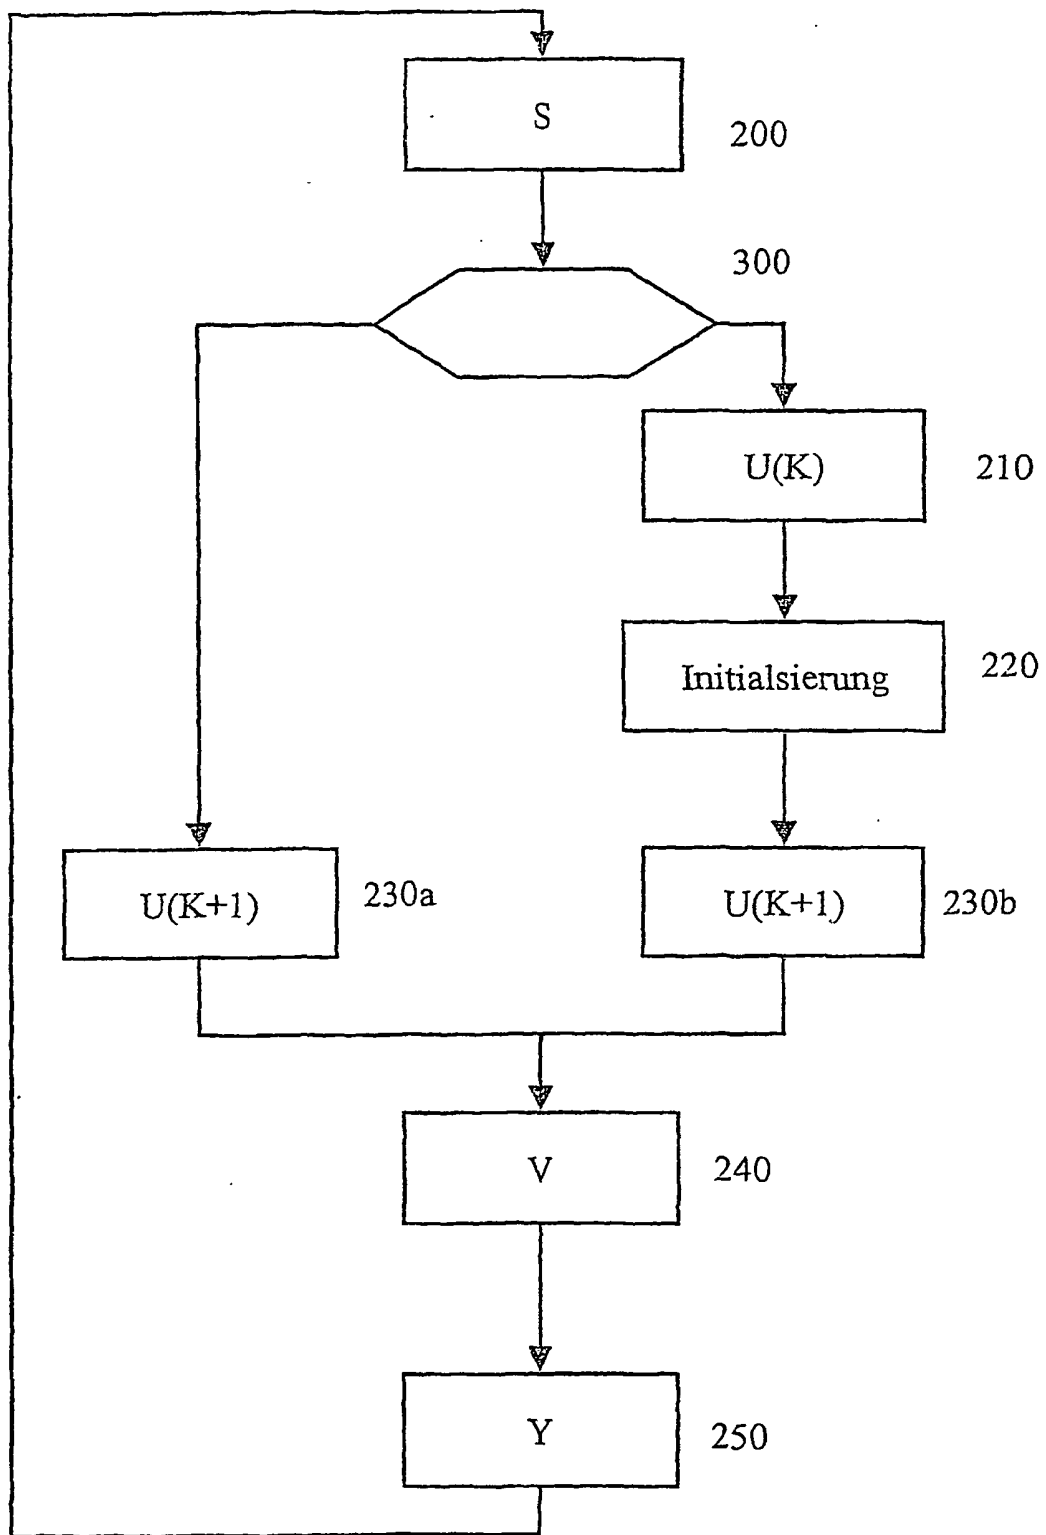 S
200
300
U(K)
210
Initialsierung
220
U(K+1)
230a
U(K+1)
230b
V
240
Y
250